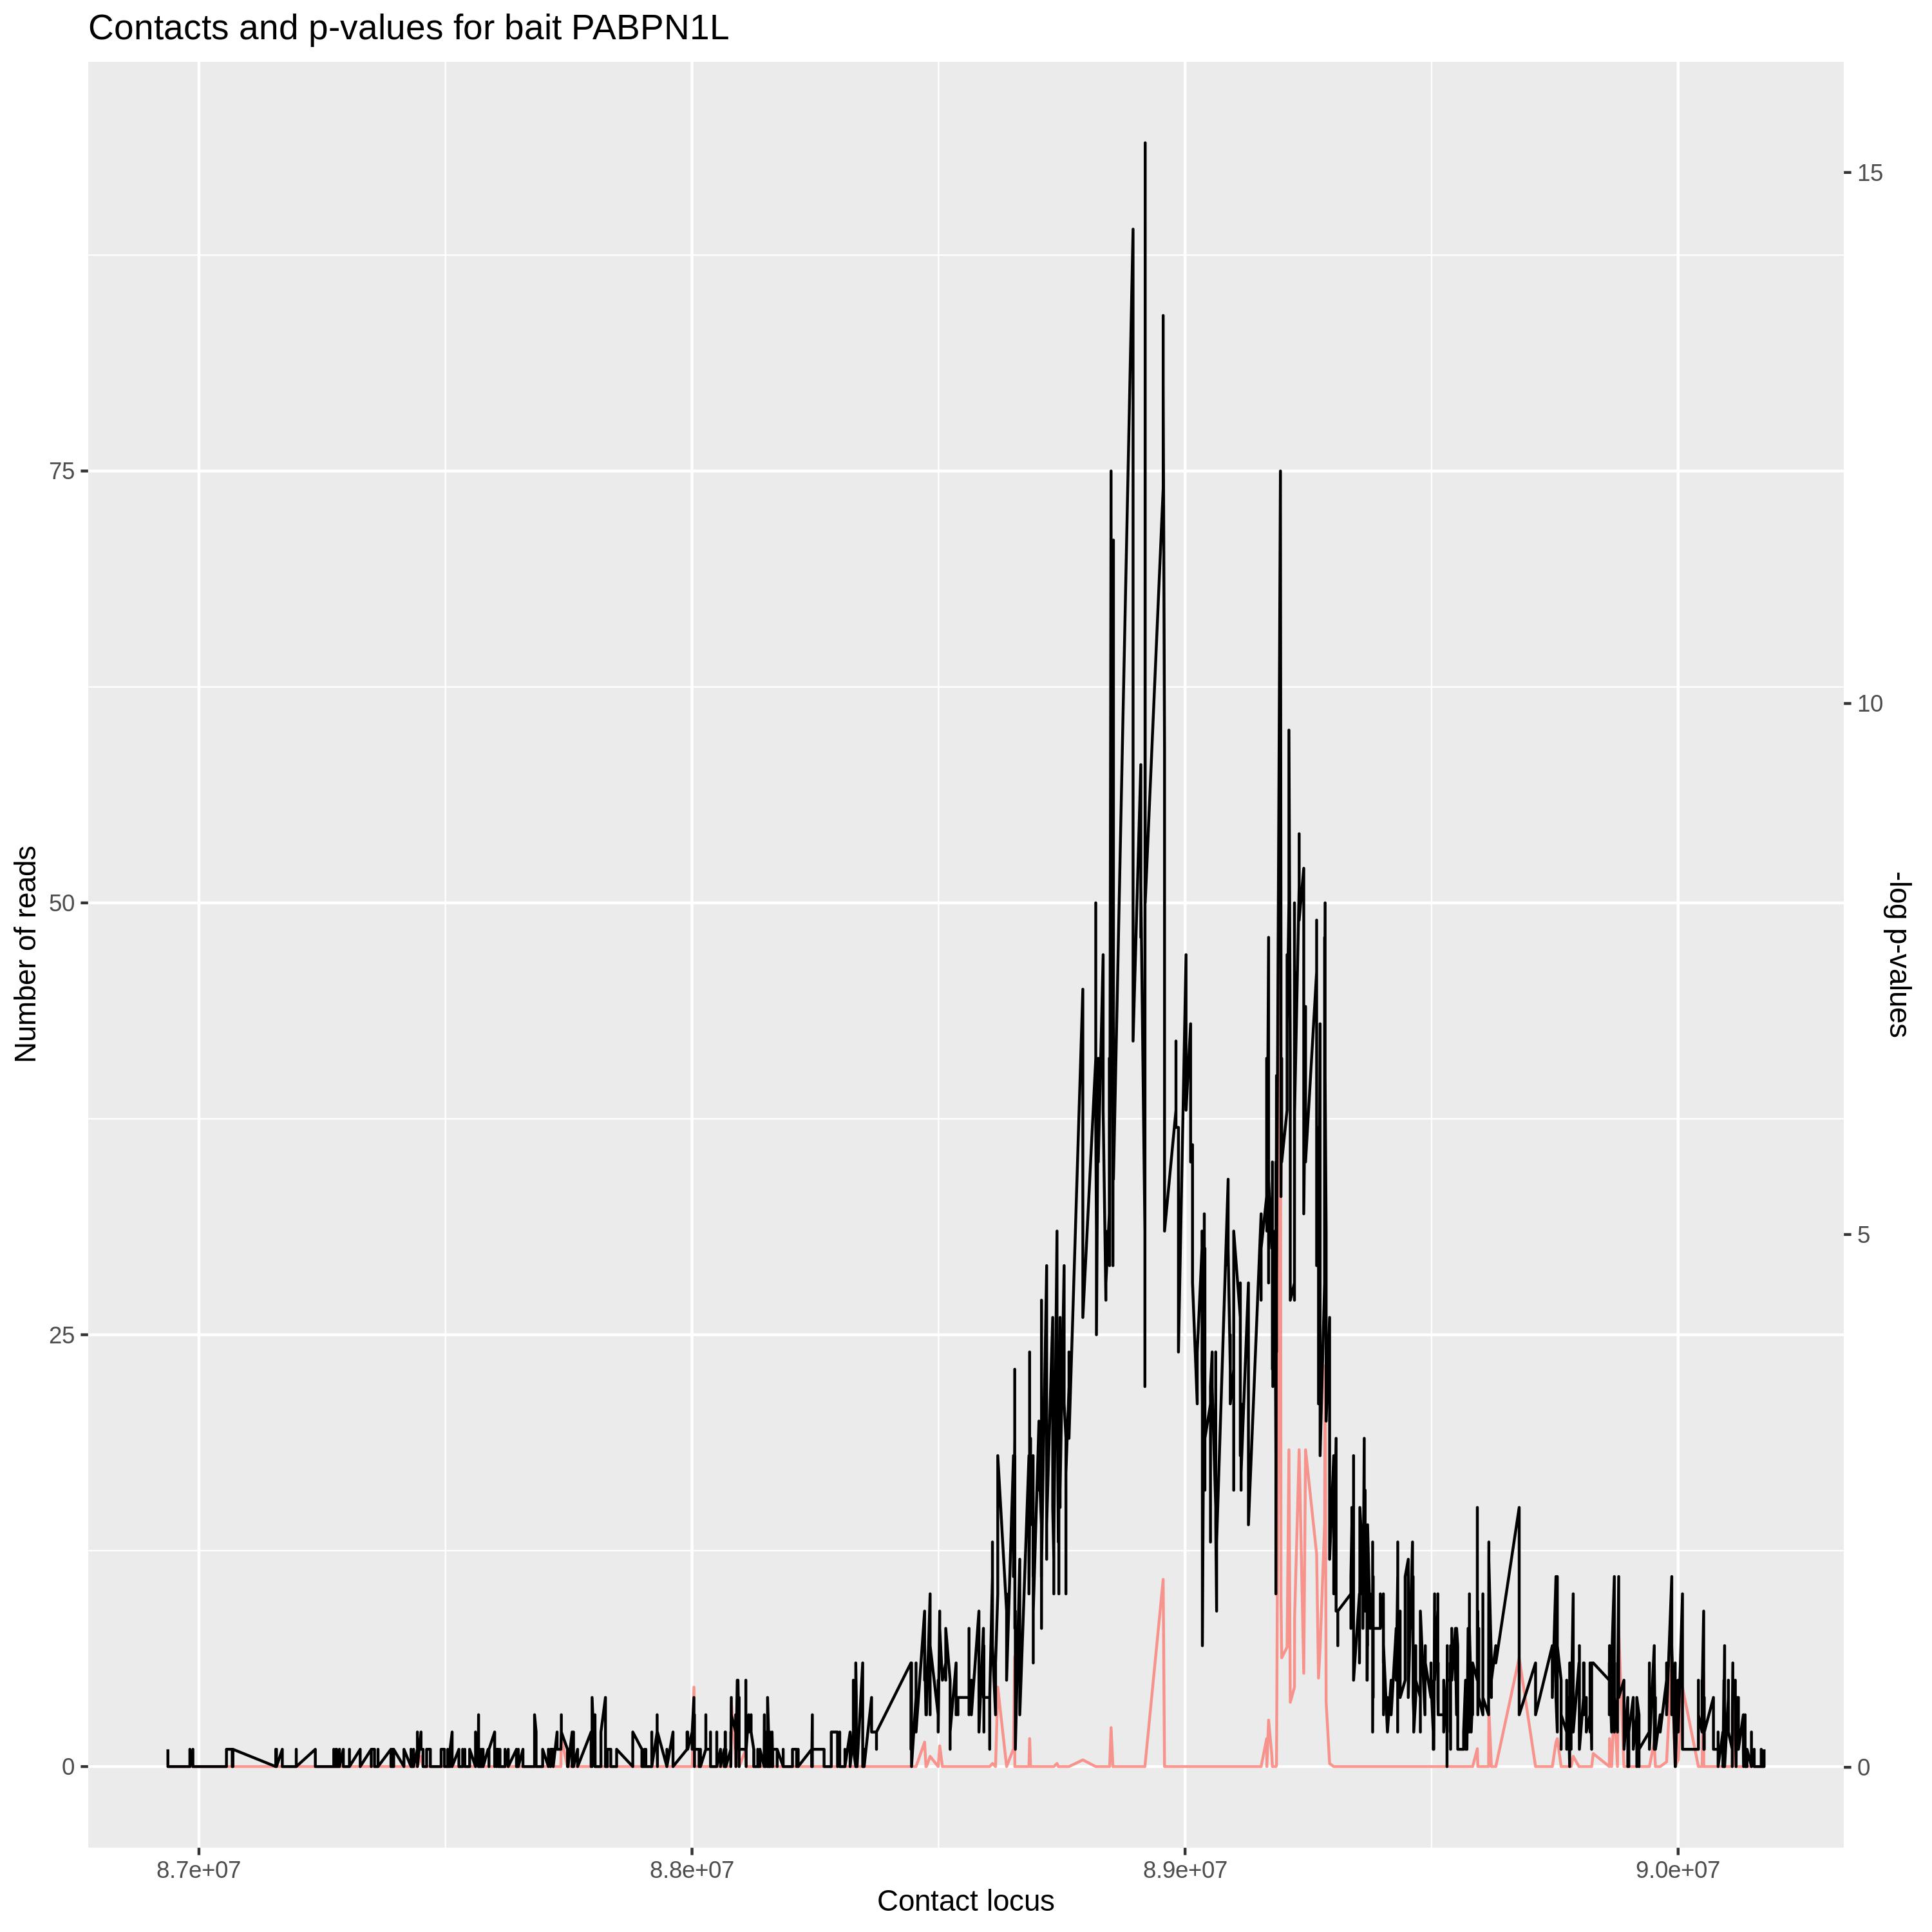 Contacts and p-values for bait PABPN1L
Number of reads
75
50
25
0
15
10
5
0
-log p-values
8.7e+07
8.8e+07
8.9e+07
9.0e+07
Contact locus